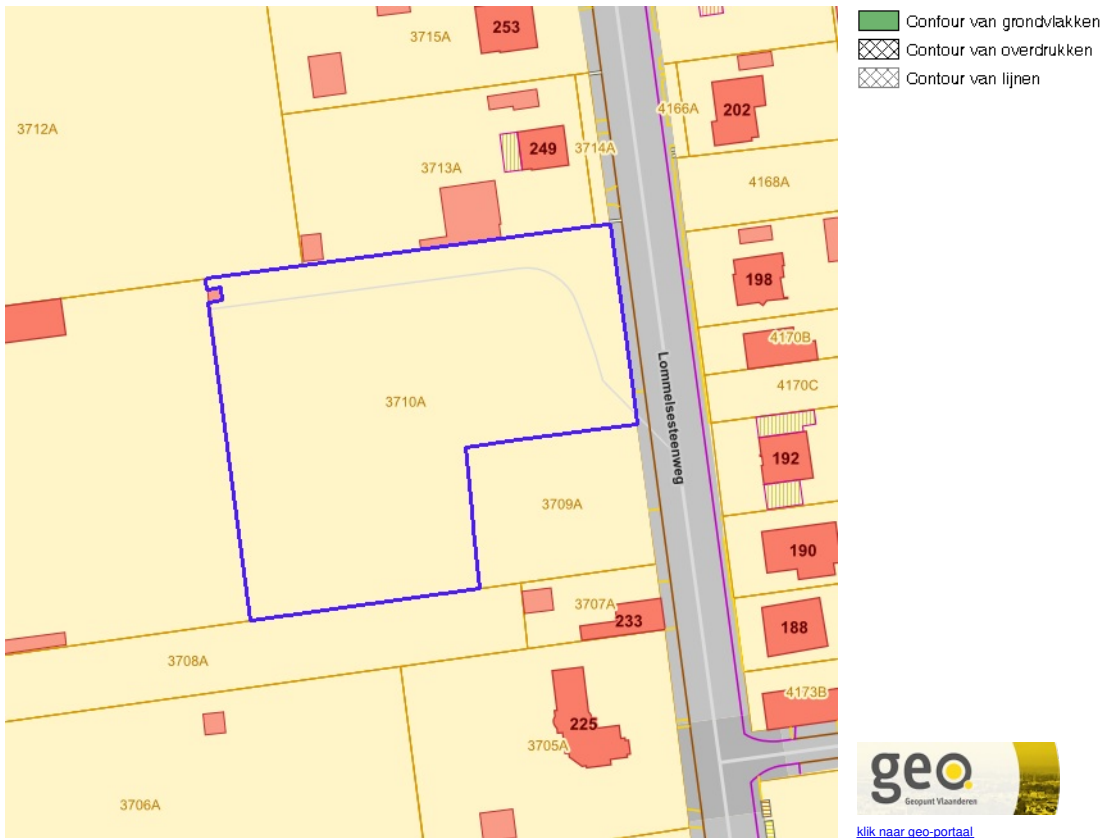 Contour van grondvlakken
Contour van overdrukken
Contour van lijnen
253
3715A
3712A
4166A
202
249
3714A
3713A
4168A
198
4170B
4170C
3710A
Lommelsesteenweg
192
3709A
190
3707A
233
188
3708A
4173B
225
3705A
3706A
geo
Geopunt Vlaanderen
klik naar geo-portaal